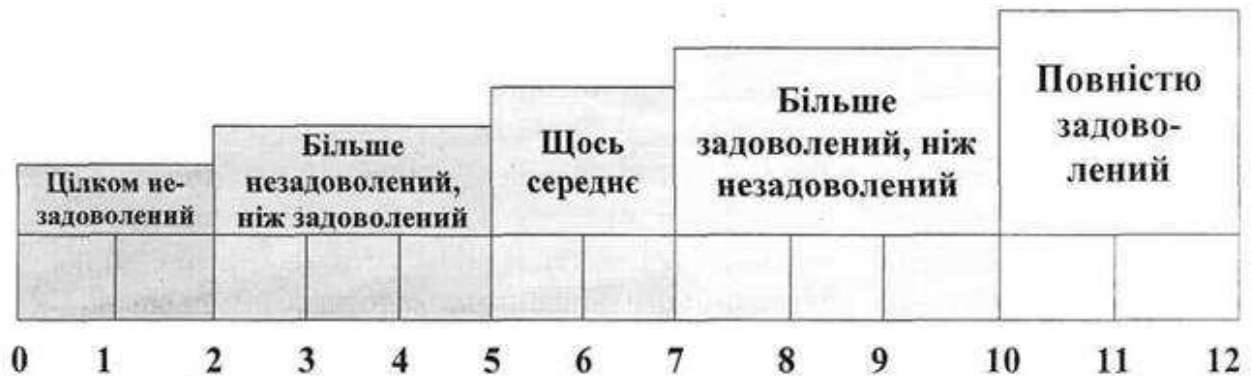 Цілком не-
задоволений
Більше
незадоволений,
ніж задоволений
Щось
середнє
Більше
задоволений, ніж
незадоволений
Повністю
задово-
лений
0 1 2 3 4 5 6 7 8 9 10 11 12